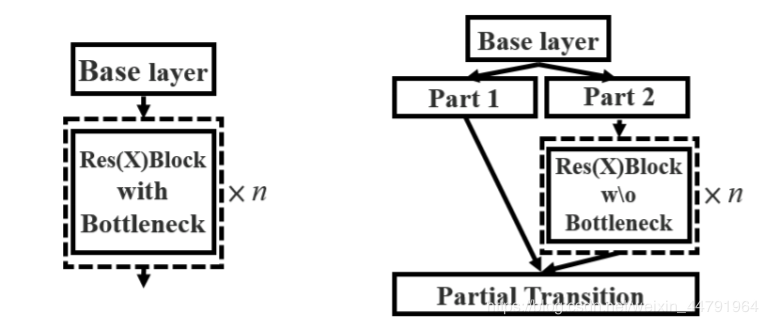 Base layer
Res(X)Block
with
Bottleneck
× n
Base layer
Part 1
Part 2
Res(X)Block
w\o
Bottleneck
× n
Partial Transition